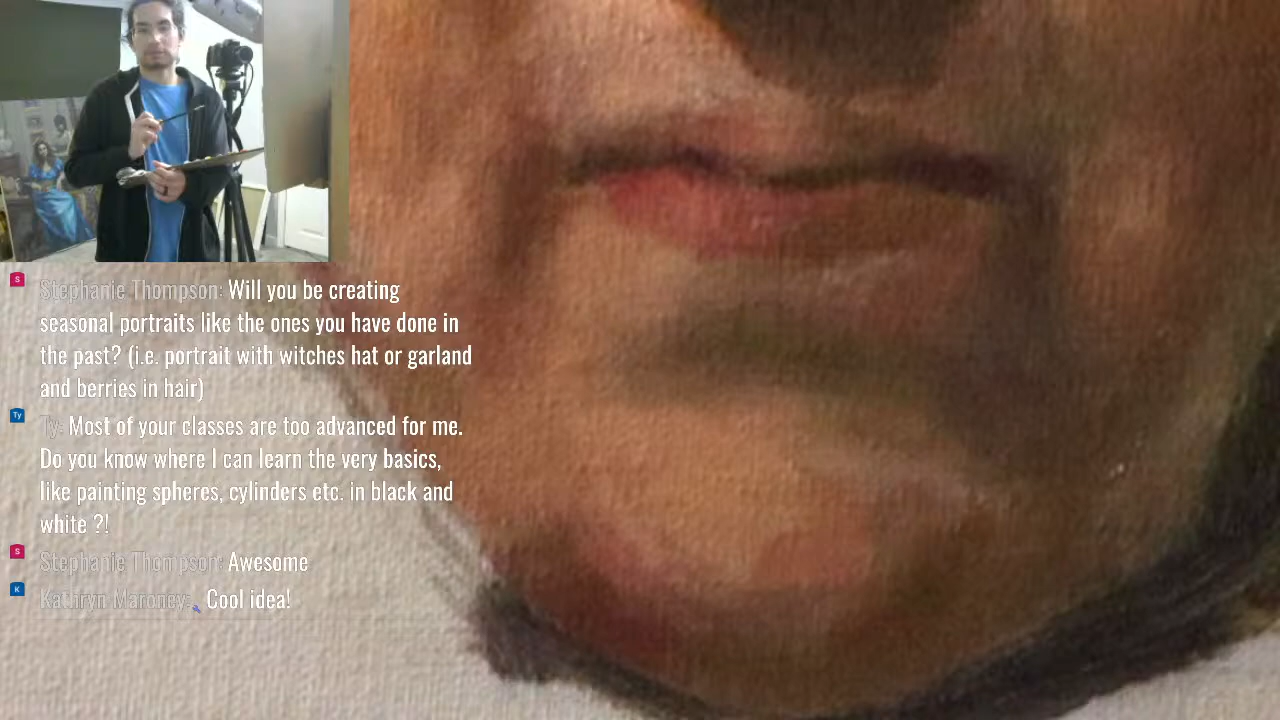 S Stephanie Thompson: Will you be creating
seasonal portraits like the ones you have done in
the past? (i.e. portrait with witches hat or garland
and berries in hair)
Ty Ty: Most of your classes are too advanced for me.
Do you know where I can learn the very basics,
like painting spheres, cylinders etc. in black and
white ?!
S Stephanie Thompson: Awesome
K Kathryn Maroney: Cool idea!